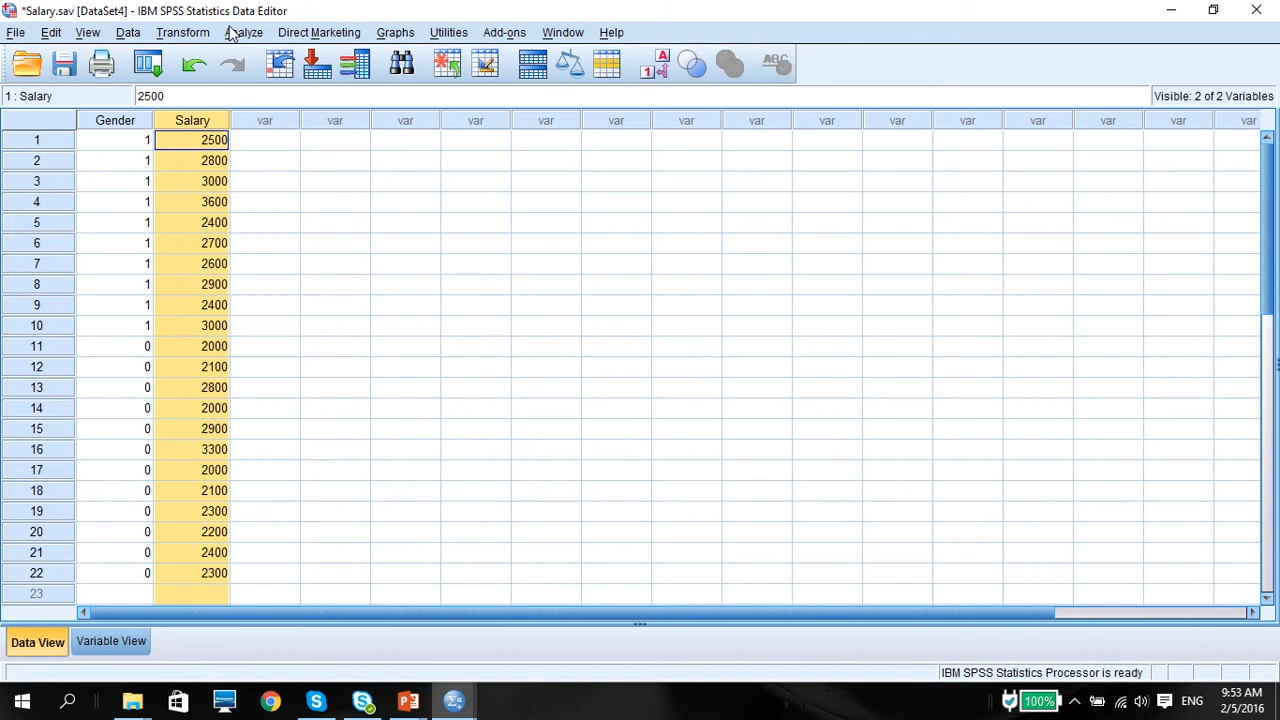 *Salary.sav [DataSet4] - IBM SPSS Statistics Data Editor
File Edit View Data Transform Analyze Direct Marketing Graphs Utilities Add-ons Window Help
1 : Salary 2500 Visible: 2 of 2 Variables
Gender Salary var var var var var var var var var var var var var var var
1 1 2500
2 1 2800
3 1 3000
4 1 3600
5 1 2400
6 1 2700
7 1 2600
8 1 2900
9 1 2400
10 1 3000
11 0 2000
12 0 2100
13 0 2800
14 0 2000
15 0 2900
16 0 3300
17 0 2000
18 0 2100
19 0 2300
20 0 2200
21 0 2400
22 0 2300
23
Data View Variable View
IBM SPSS Statistics Processor is ready
100% ENG 9:53 AM
2/5/2016